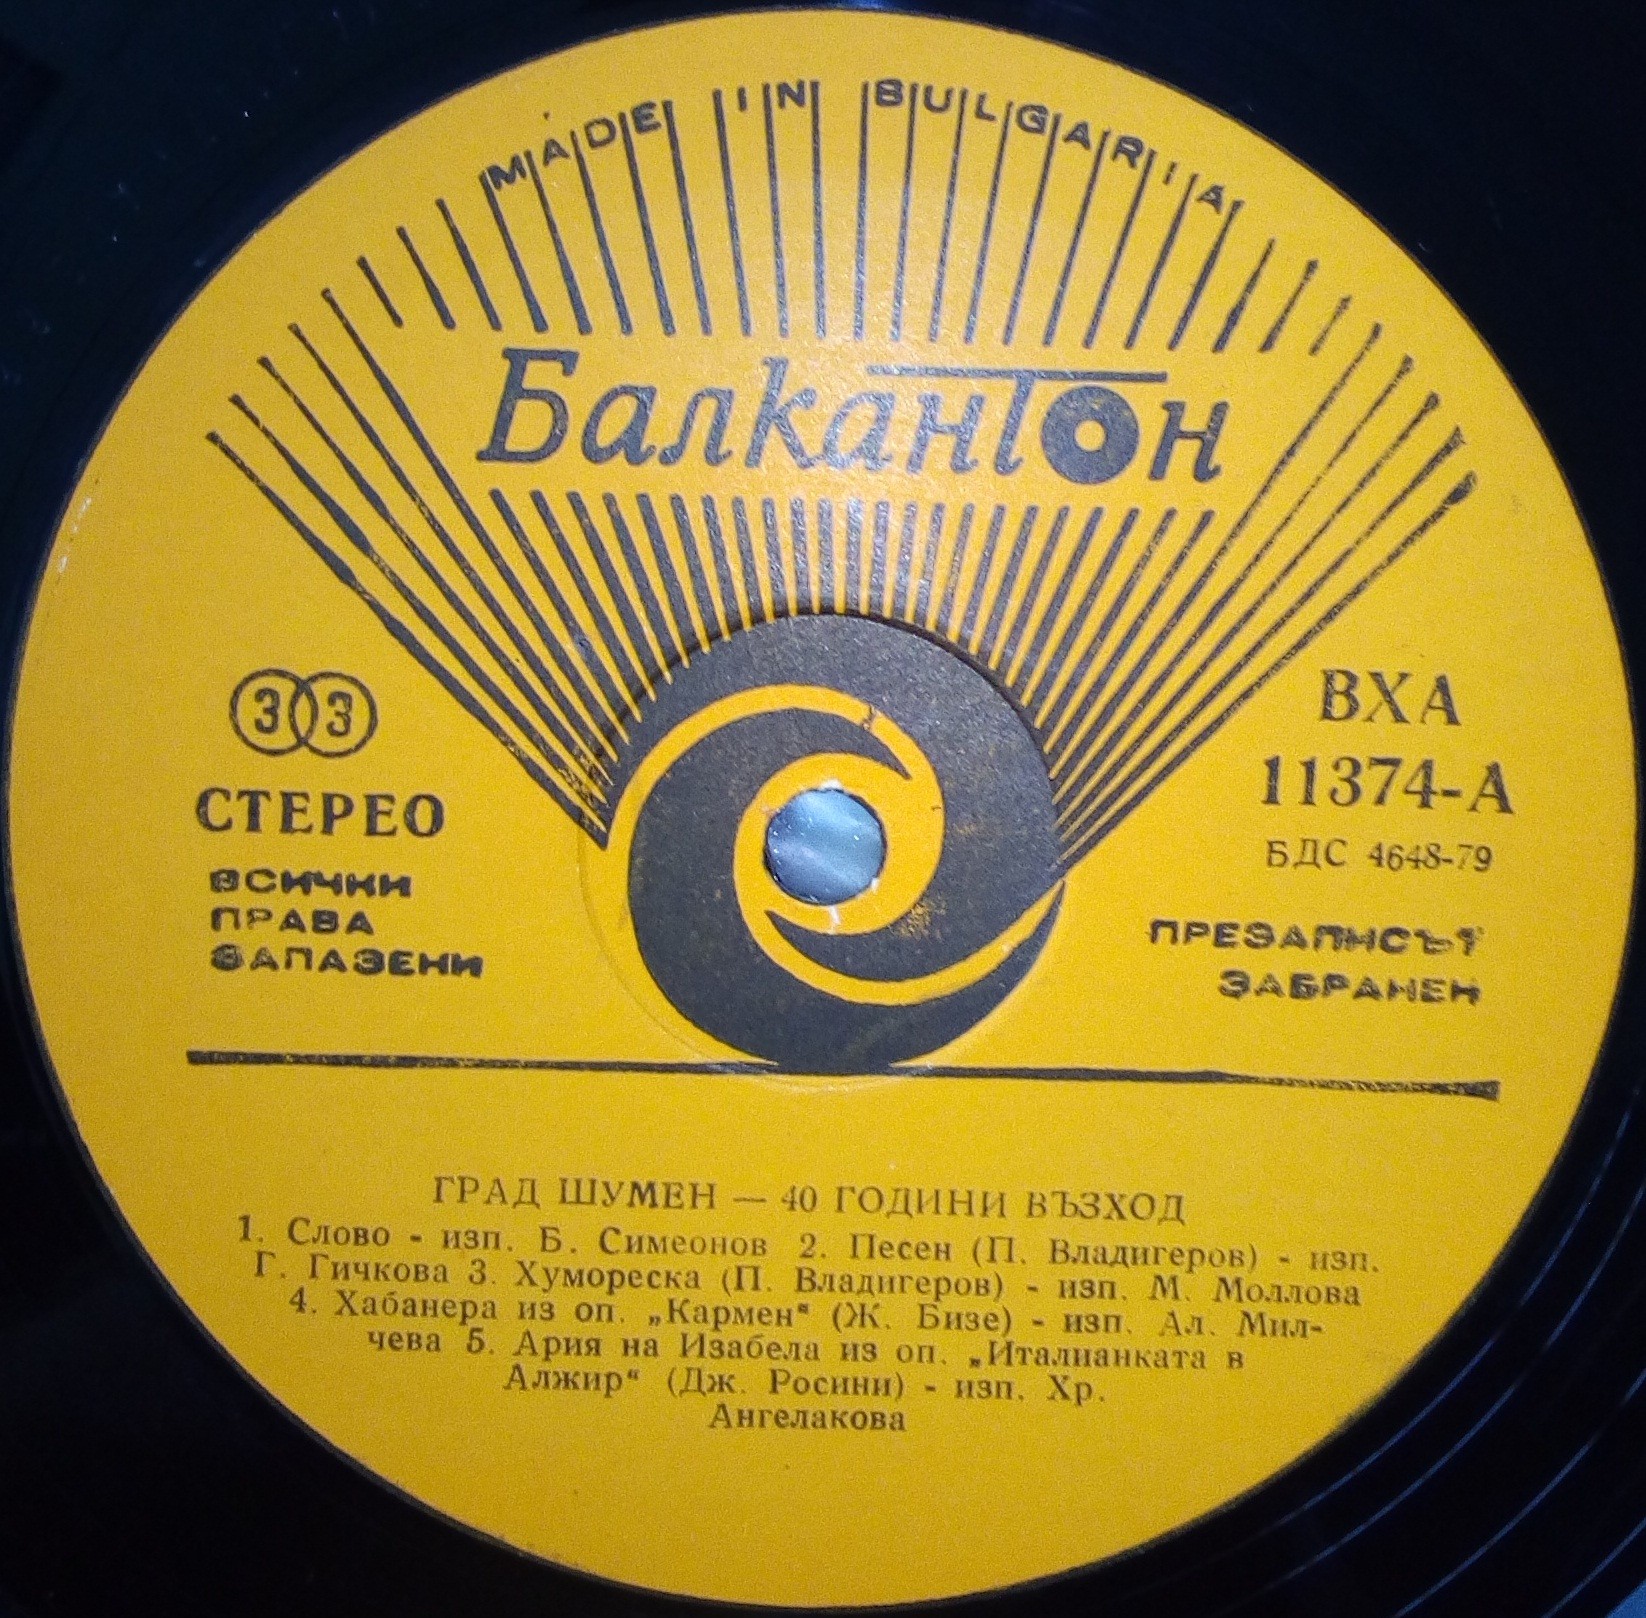 MADE IN BULGARIA
Балкантон
33
СТЕРЕО
ВСИЧКИ
ПРАВА
ЗАПАЗЕНИ
ВХА
11374-А
БДС 4648-79
ПРЕЗАПИСЪТ
ЗАБРАНЕН
ГРАД ШУМЕН — 40 ГОДИНИ ВЪЗХОД
1. Слово - изп. Б. Симеонов 2. Песен (П. Владигеров) - изп.
Г. Гичкова 3. Хумореска (П. Владигеров) - изп. М. Моллова
4. Хабанера из оп. „Кармен“ (Ж. Бизе) - изп. Ал. Мил-
чева 5. Ария на Изабела из оп. „Италианката в
Алжир“ (Дж. Росини) - изп. Хр.
Ангелакова